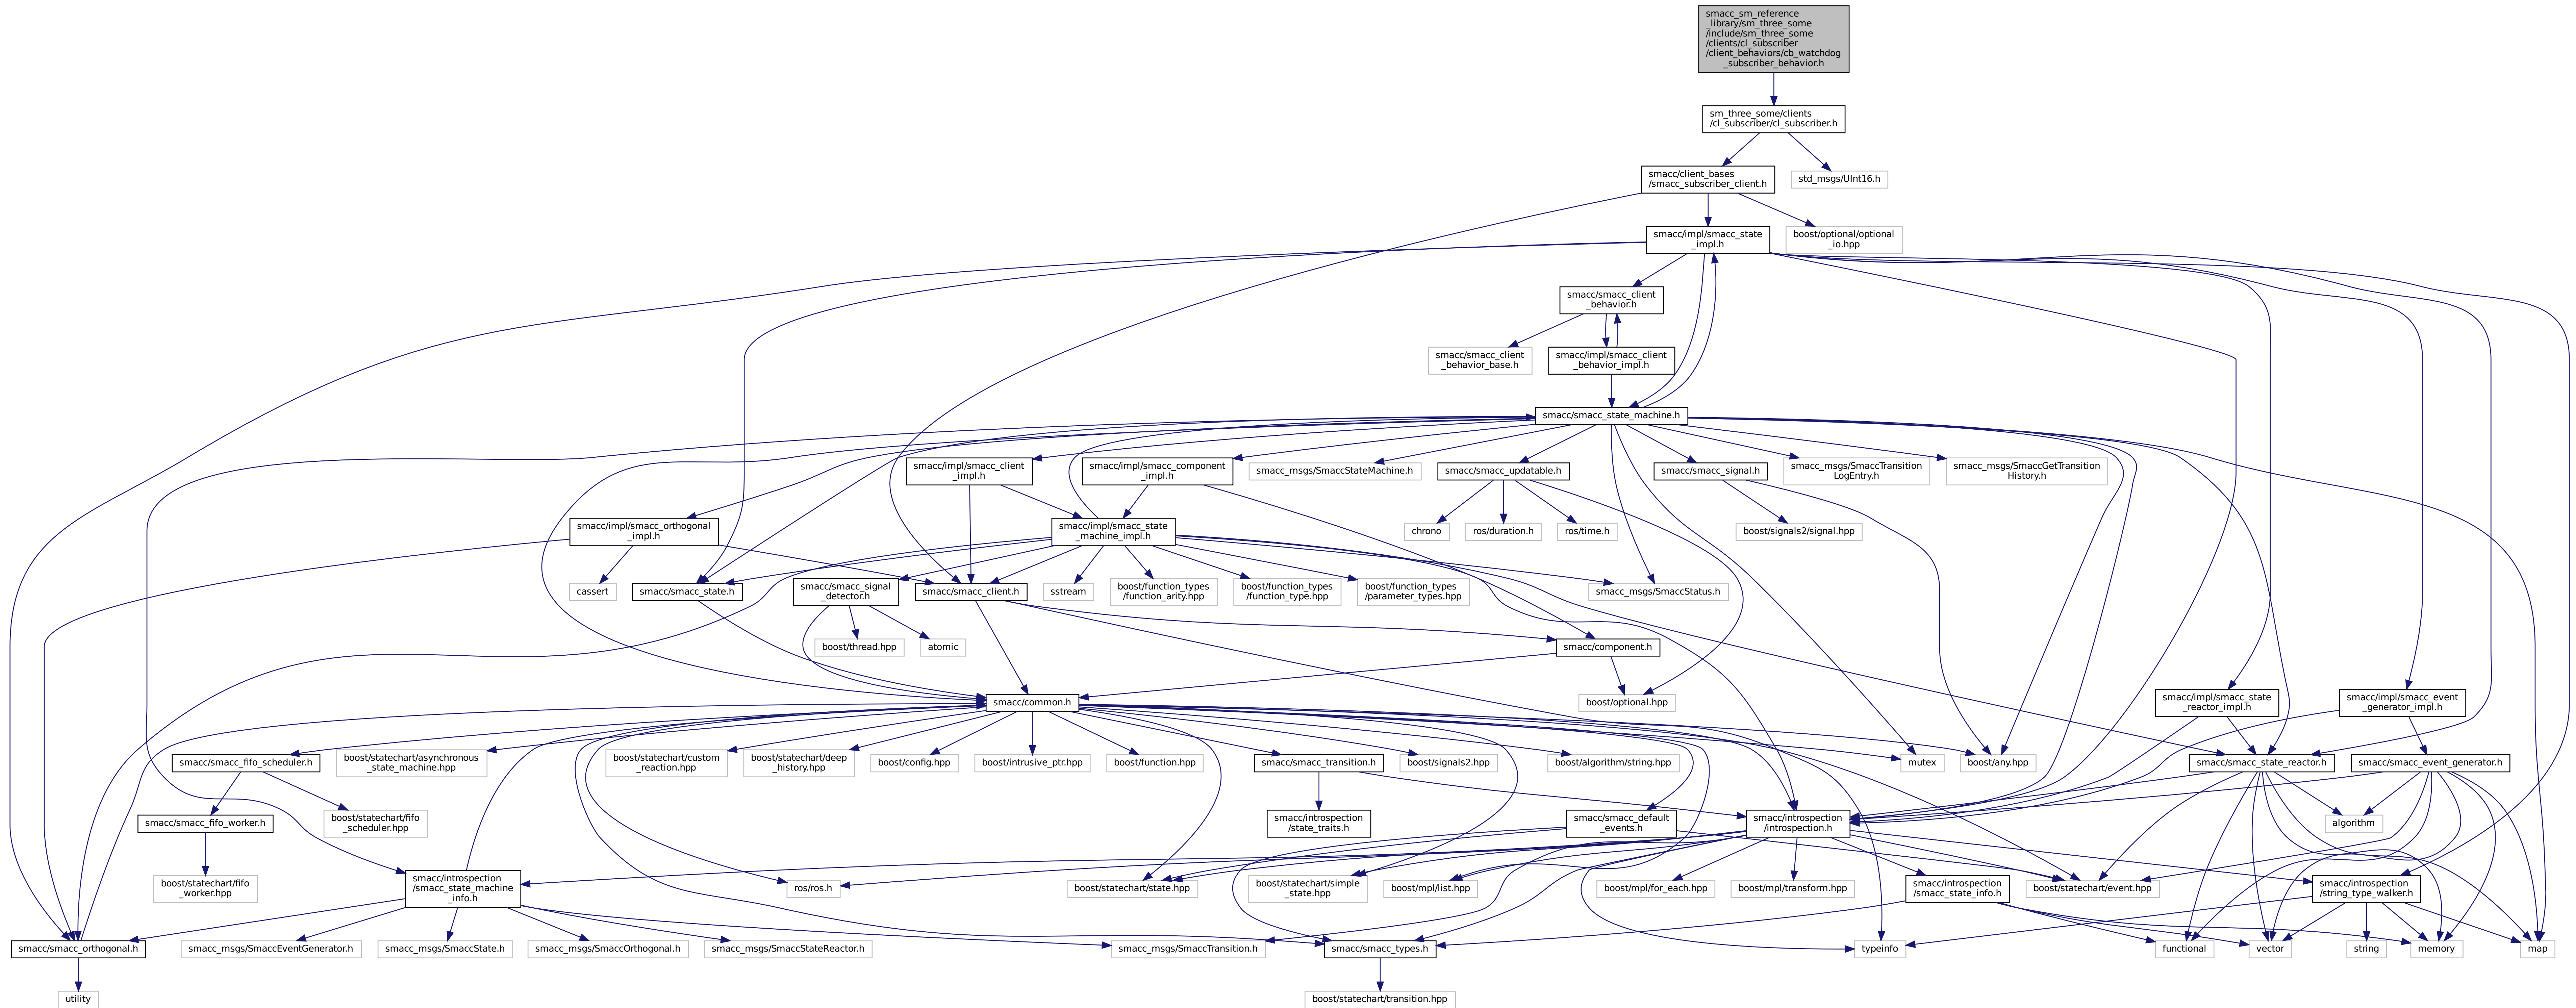 smacc_sm_reference
_library/sm_three_some
/include/sm_three_some
/clients/cl_subscriber
/client_behaviors/cb_watchdog
_subscriber_behavior.h
sm_three_some/clients
/cl_subscriber/cl_subscriber.h
smacc/client_bases
/smacc_subscriber_client.h
std_msgs/UInt16.h
smacc/impl/smacc_state
_impl.h
boost/optional/optional
_io.hpp
smacc/smacc_client
_behavior.h
smacc/smacc_client
_behavior_base.h
smacc/impl/smacc_client
_behavior_impl.h
smacc/smacc_state_machine.h
smacc/impl/smacc_client
_impl.h
smacc/impl/smacc_component
_impl.h
smacc_msgs/SmaccStateMachine.h
smacc/smacc_updatable.h
smacc/smacc_signal.h
smacc_msgs/SmaccTransition
LogEntry.h
smacc_msgs/SmaccGetTransition
History.h
smacc/impl/smacc_orthogonal
_impl.h
smacc/impl/smacc_state
_machine_impl.h
chrono
ros/duration.h
ros/time.h
boost/signals2/signal.hpp
cassert
smacc/smacc_state.h
smacc/smacc_signal
_detector.h
smacc/smacc_client.h
sstream
boost/function_types
/function_arity.hpp
boost/function_types
/function_type.hpp
boost/function_types
/parameter_types.hpp
smacc_msgs/SmaccStatus.h
boost/thread.hpp
atomic
smacc/component.h
smacc/common.h
boost/optional.hpp
smacc/impl/smacc_state
_reactor_impl.h
smacc/impl/smacc_event
_generator_impl.h
smacc/smacc_fifo_scheduler.h
boost/statechart/asynchronous
_state_machine.hpp
boost/statechart/custom
_reaction.hpp
boost/statechart/deep
_history.hpp
boost/config.hpp
boost/intrusive_ptr.hpp
boost/function.hpp
smacc/smacc_transition.h
boost/signals2.hpp
boost/algorithm/string.hpp
mutex
boost/any.hpp
smacc/smacc_state_reactor.h
smacc/smacc_event_generator.h
smacc/smacc_fifo_worker.h
boost/statechart/fifo
_scheduler.hpp
smacc/introspection
/state_traits.h
smacc/smacc_default
_events.h
smacc/introspection
/introspection.h
algorithm
boost/statechart/fifo
_worker.hpp
smacc/introspection
/smacc_state_machine
_info.h
ros/ros.h
boost/statechart/state.hpp
boost/statechart/simple
_state.hpp
boost/mpl/list.hpp
boost/mpl/for_each.hpp
boost/mpl/transform.hpp
smacc/introspection
/smacc_state_info.h
boost/statechart/event.hpp
smacc/introspection
/string_type_walker.h
smacc/smacc_orthogonal.h
smacc_msgs/SmaccEventGenerator.h
smacc_msgs/SmaccState.h
smacc_msgs/SmaccOrthogonal.h
smacc_msgs/SmaccStateReactor.h
smacc_msgs/SmaccTransition.h
smacc/smacc_types.h
typeinfo
functional
vector
string
memory
map
utility
boost/statechart/transition.hpp